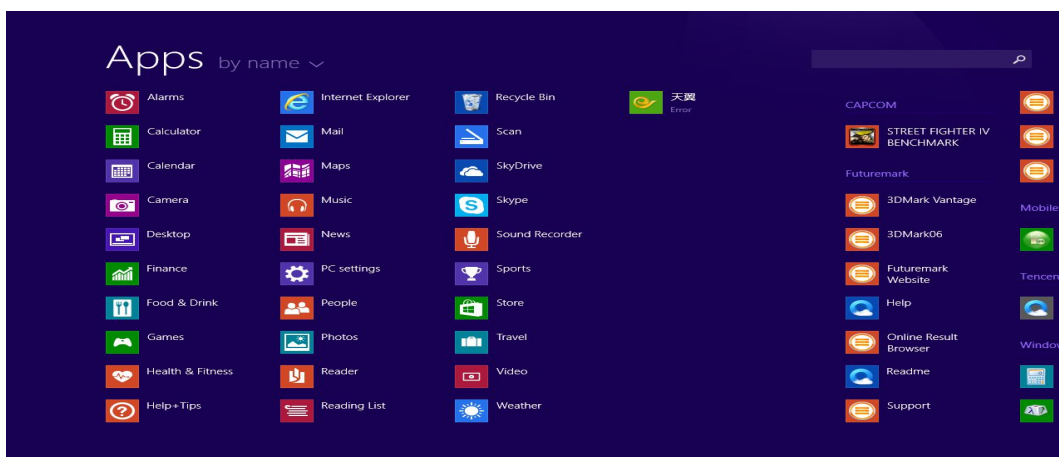 Apps by name
Alarms
Calculator
Calendar
Camera
Desktop
Finance
Food & Drink
Games
Health & Fitness
Help+Tips
Internet Explorer
Mail
Maps
Music
News
PC settings
People
Photos
Reader
Reading List
Recycle Bin
Scan
SkyDrive
Skype
Sound Recorder
Sports
Store
Travel
Video
Weather
天翼
Error
CAPCOM
STREET FIGHTER IV
BENCHMARK
Futuremark
3DMark Vantage
3DMark06
Futuremark
Website
Help
Online Result
Browser
Readme
Support
Mobile
Tencen
Window